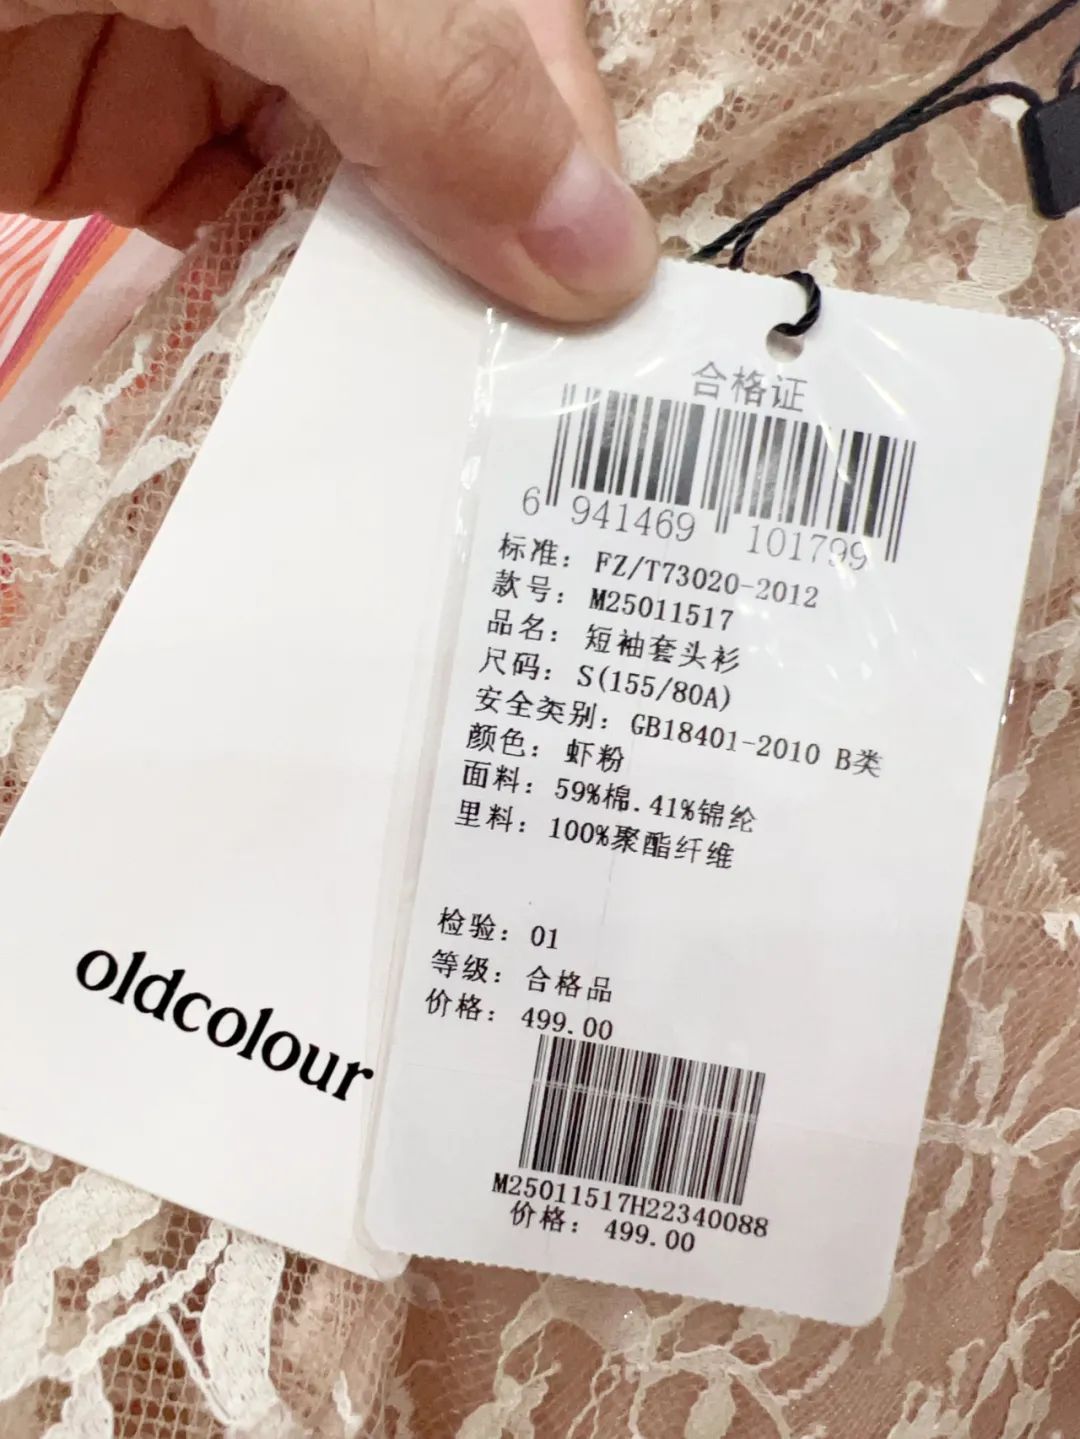 oldcolour
合格证
6 941469 101799
标准: FZ/T73020-2012
款号: M25011517
品名: 短袖套头衫
尺码: S(155/80A)
安全类别: GB18401-2010 B类
颜色: 虾粉
面料: 59%棉.41%锦纶
里料: 100%聚酯纤维
检验: 01
等级: 合格品
价格: 499.00
M25011517H22340088
价格: 499.00